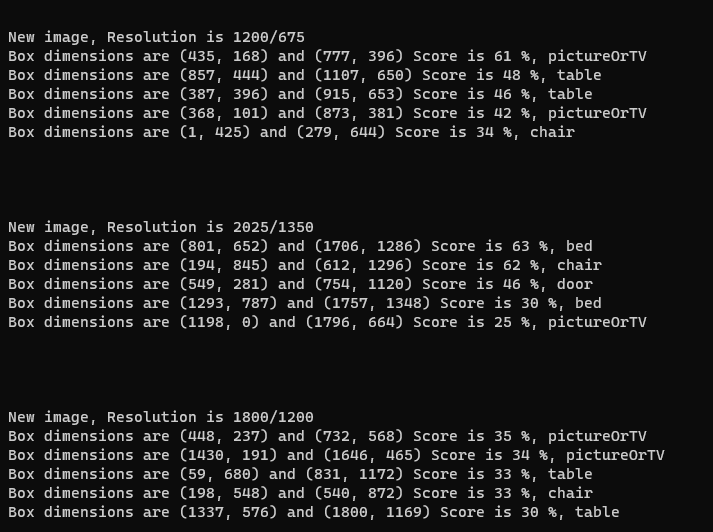 New image, Resolution is 1200/675
Box dimensions are (435, 168) and (777, 396) Score is 61 %, pictureOrTV
Box dimensions are (857, 444) and (1107, 650) Score is 48 %, table
Box dimensions are (387, 396) and (915, 653) Score is 46 %, table
Box dimensions are (368, 101) and (873, 381) Score is 42 %, pictureOrTV
Box dimensions are (1, 425) and (279, 644) Score is 34 %, chair
New image, Resolution is 2025/1350
Box dimensions are (801, 652) and (1706, 1286) Score is 63 %, bed
Box dimensions are (194, 845) and (612, 1296) Score is 62 %, chair
Box dimensions are (549, 281) and (754, 1120) Score is 46 %, door
Box dimensions are (1293, 787) and (1757, 1348) Score is 30 %, bed
Box dimensions are (1198, 0) and (1796, 664) Score is 25 %, pictureOrTV
New image, Resolution is 1800/1200
Box dimensions are (448, 237) and (732, 568) Score is 35 %, pictureOrTV
Box dimensions are (1430, 191) and (1646, 465) Score is 34 %, pictureOrTV
Box dimensions are (59, 680) and (831, 1172) Score is 33 %, table
Box dimensions are (198, 548) and (540, 872) Score is 33 %, chair
Box dimensions are (1337, 576) and (1800, 1169) Score is 30 %, table